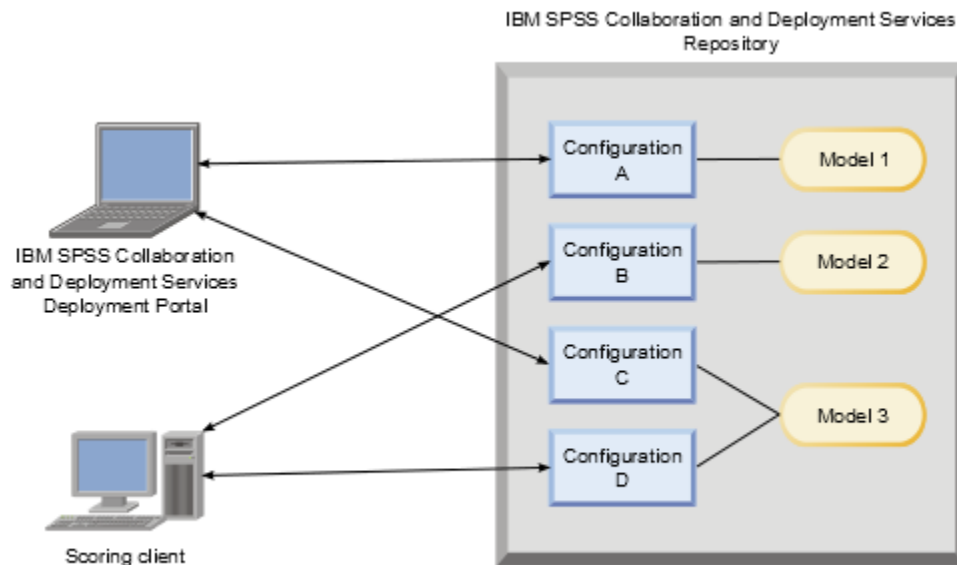 IBM SPSS Collaboration and Deployment Services
Repository
Configuration
A
Model 1
IBM SPSS Collaboration
and Deployment Services
Deployment Portal
Configuration
B
Model 2
Configuration
C
Model 3
Configuration
D
Scoring client